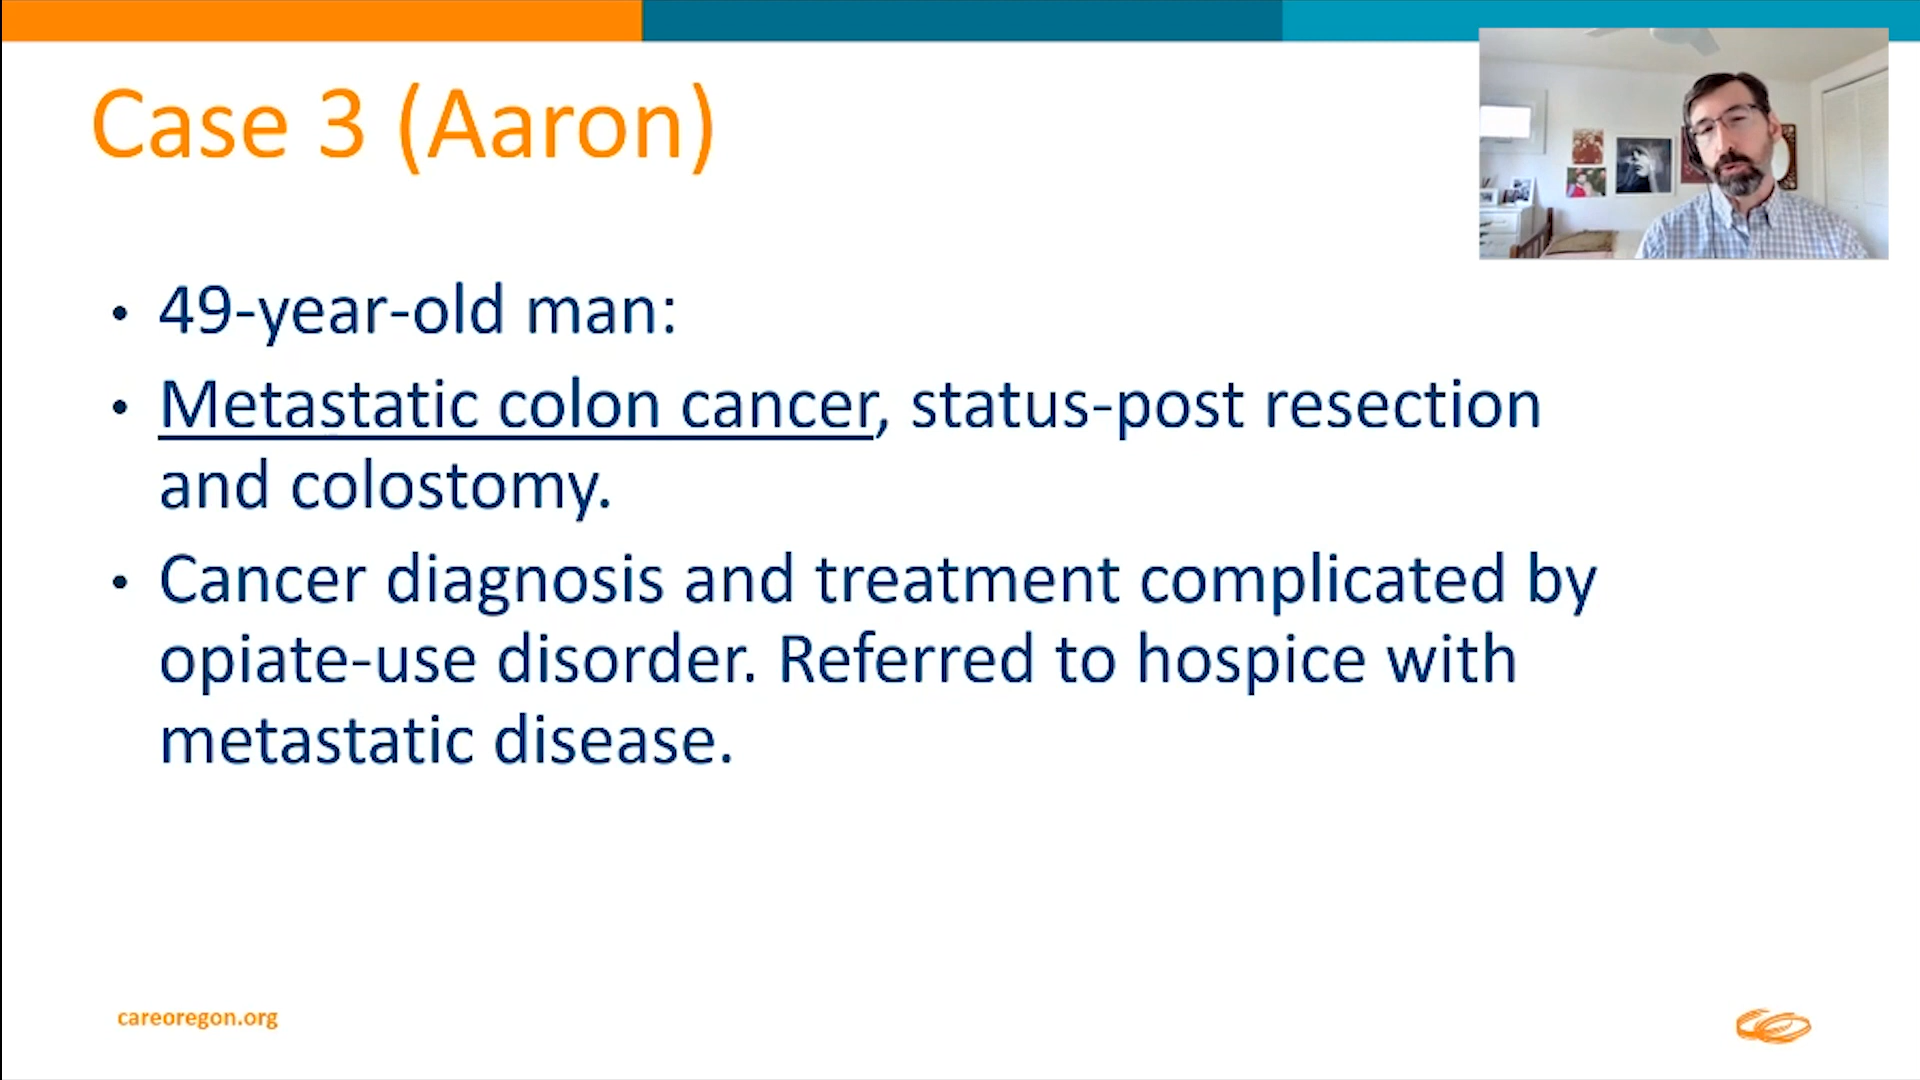 Case 3 (Aaron)
• 49-year-old man:
• Metastatic colon cancer, status-post resection
and colostomy.
• Cancer diagnosis and treatment complicated by
opiate-use disorder. Referred to hospice with
metastatic disease.
careoregon.org